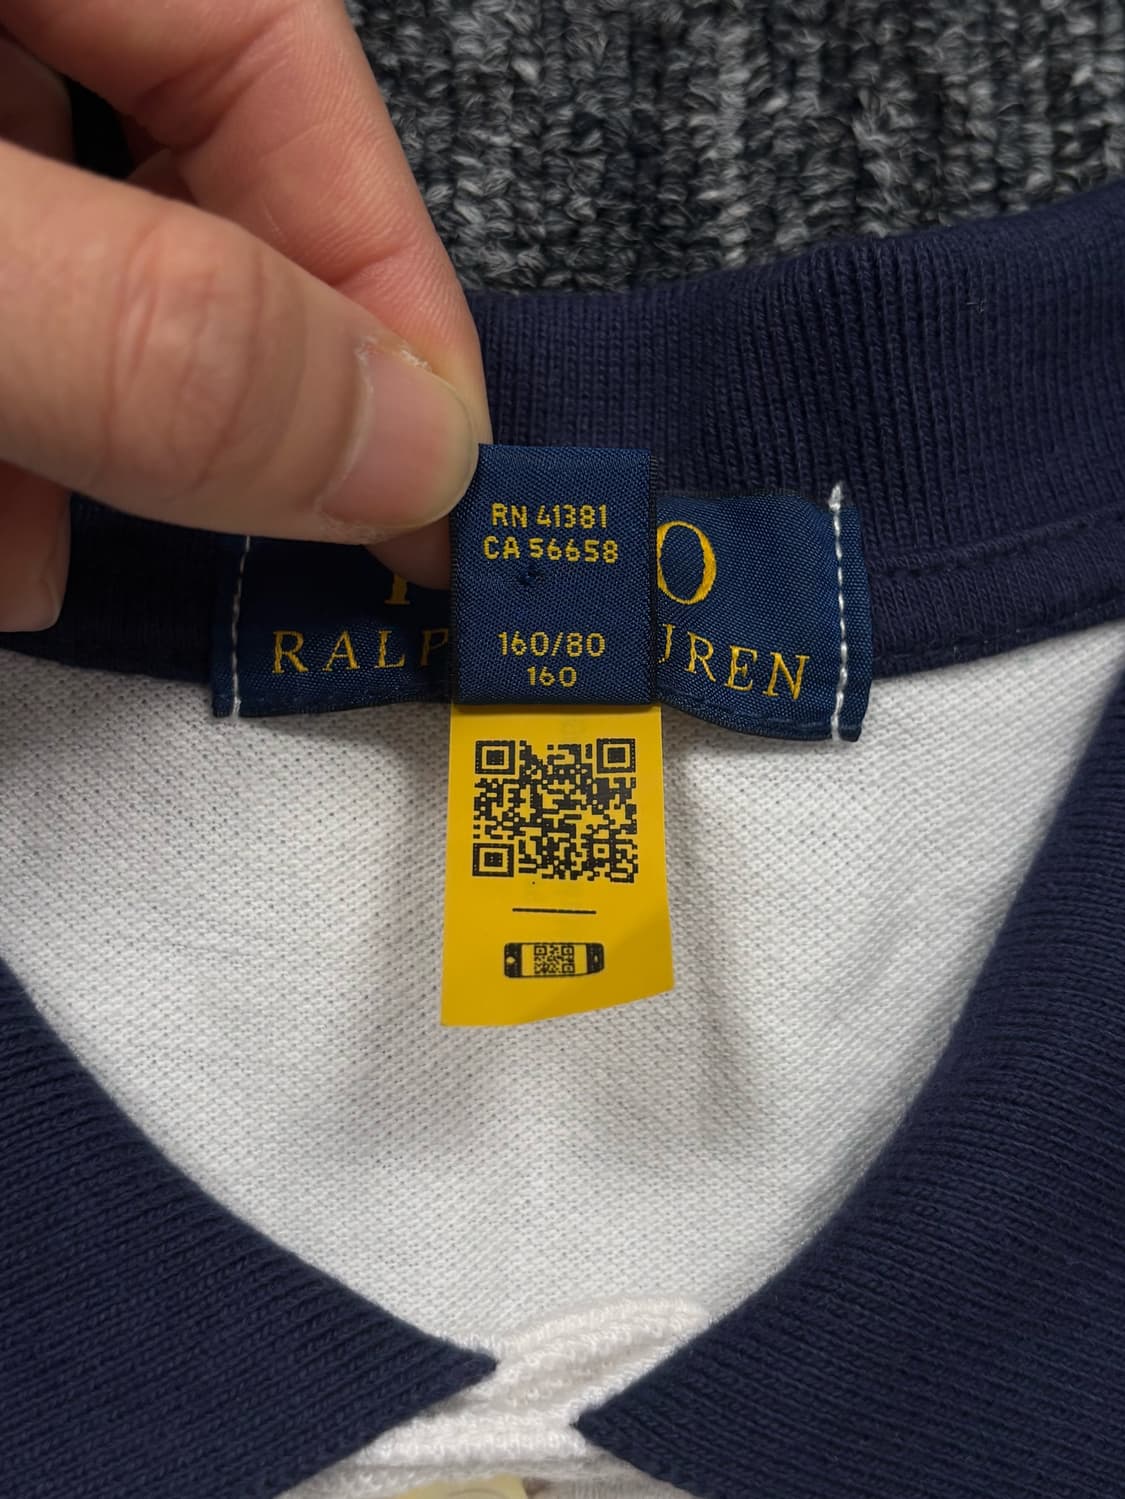 RN 41381
CA 56658
160/80
160
O
RALP UREN